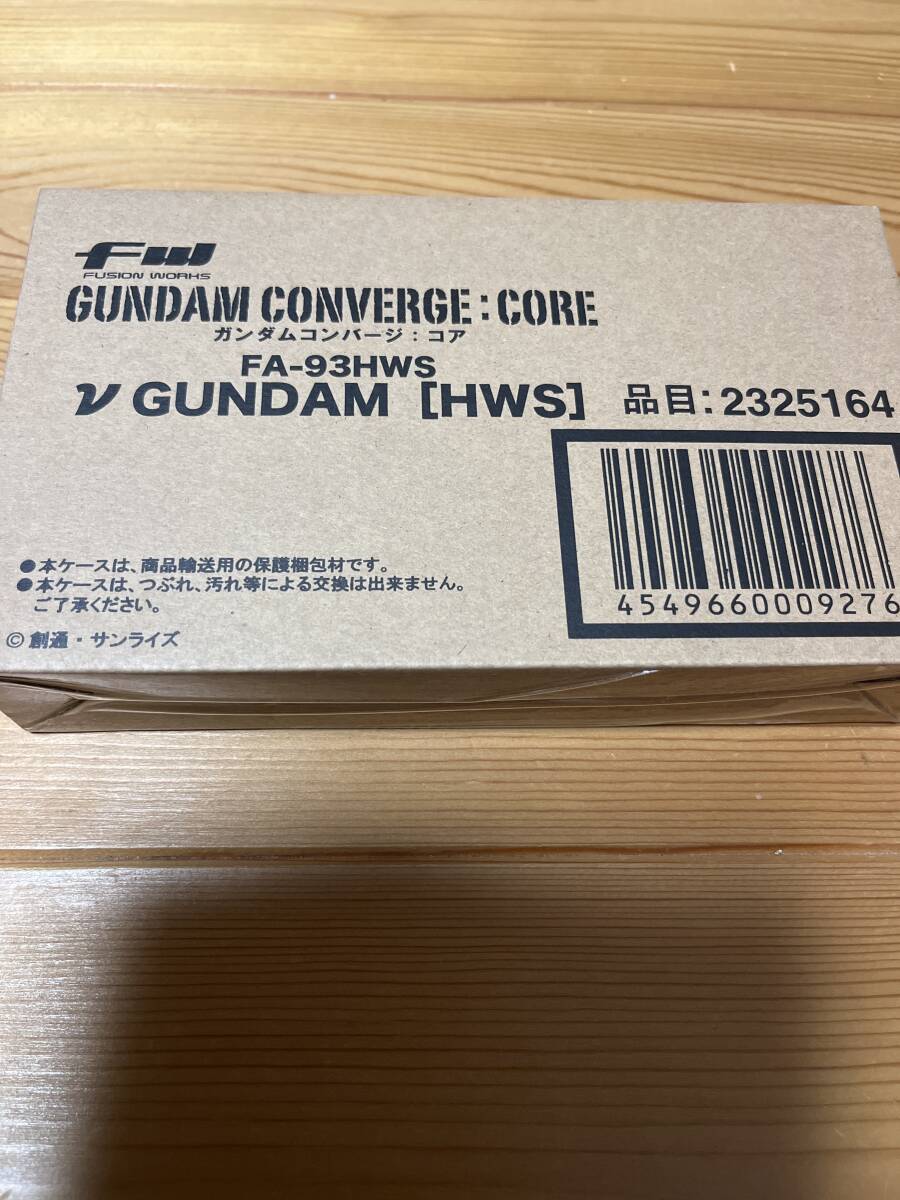 FW
FUSION WORKS
GUNDAM CONVERGE:CORE
ガンダムコンバージ:コア
FA-93HWS
ν GUNDAM [HWS] 品目:2325164
●本ケースは、商品輸送用の保護梱包材です。
●本ケースは、つぶれ、汚れ等による交換は出来ません。
ご了承ください。
4549660009276
©創通・サンライズ